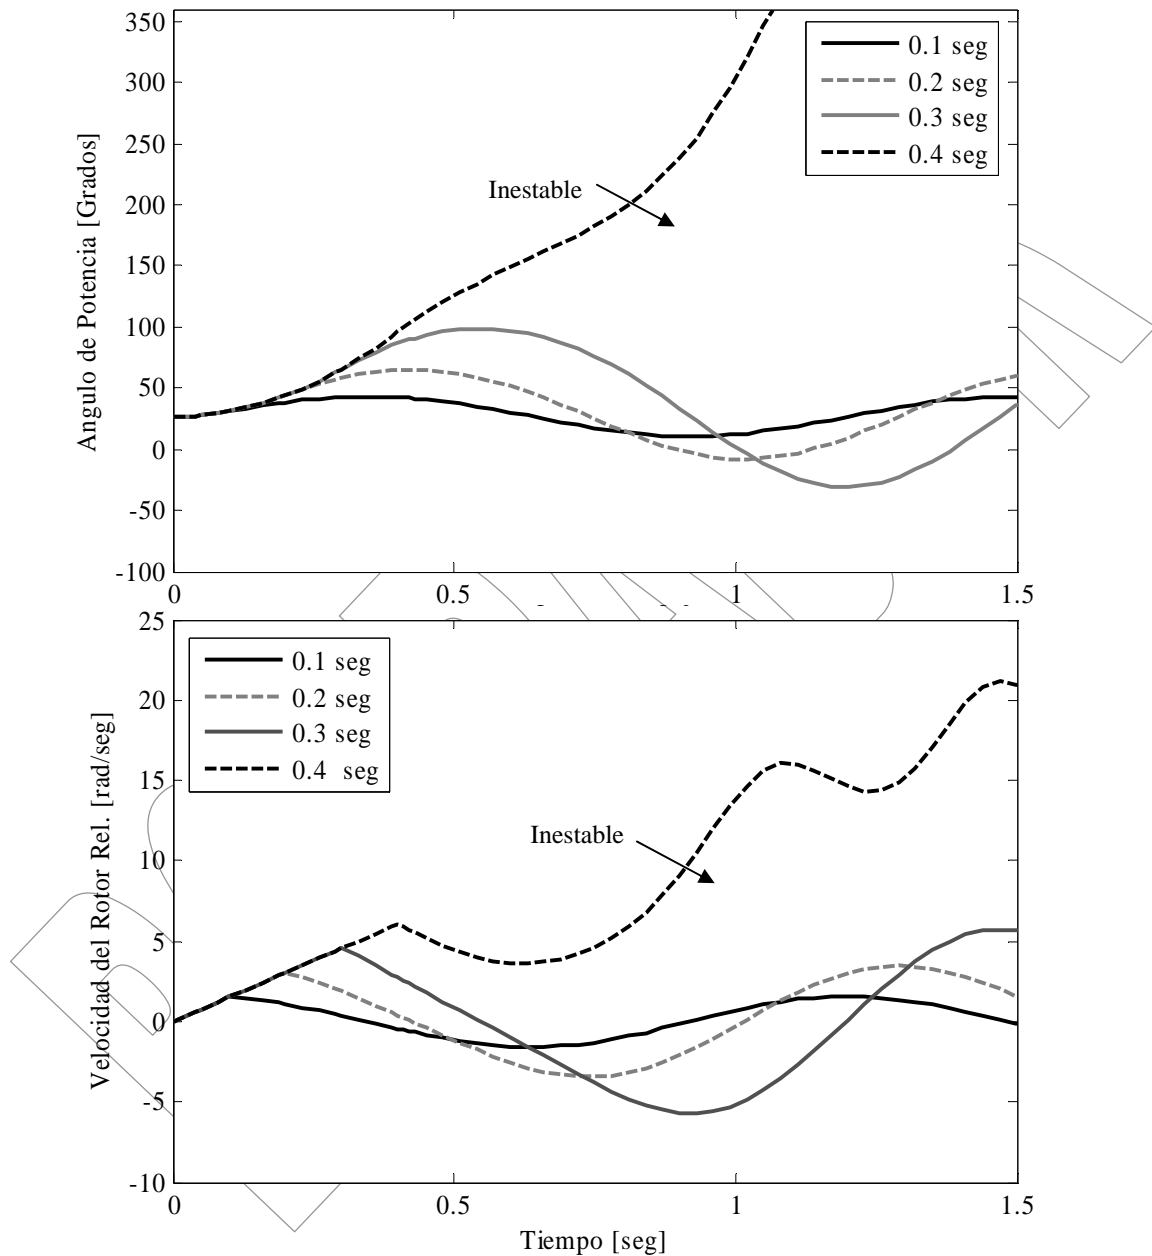 350
300
250
200
150
100
50
0
-50
-100
Angulo de Potencia [Grados]
0.1 seg
0.2 seg
0.3 seg
0.4 seg
Inestable
0
0.5
1
1.5
25
20
15
10
5
0
-5
-10
Velocidad del Rotor Rel. [rad/seg]
0.1 seg
0.2 seg
0.3 seg
0.4 seg
Inestable
0
0.5
1
1.5
Tiempo [seg]